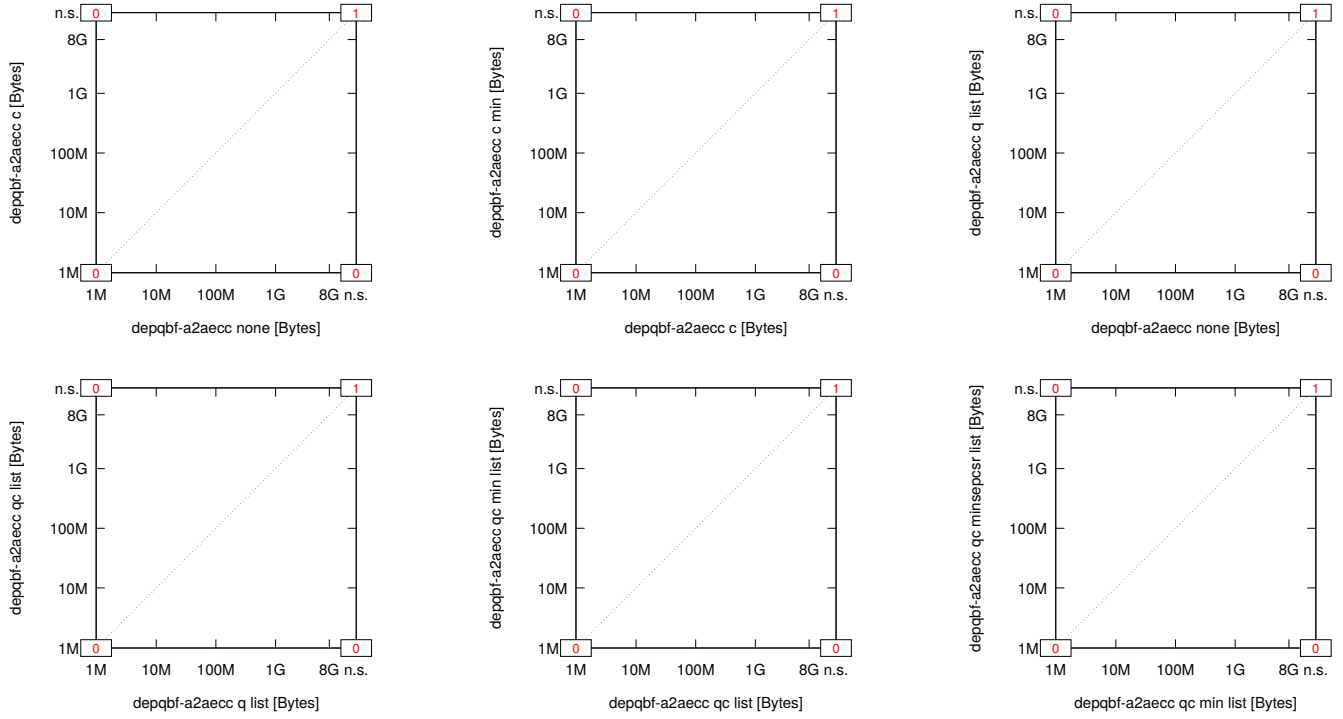 n.s. 0 1
8G
1G
100M
10M
1M 0 0
1M 10M 100M 1G 8G n.s.
depqbf-a2aecc c [Bytes]
depqbf-a2aecc none [Bytes]
n.s. 0 1
8G
1G
100M
10M
1M 0 0
1M 10M 100M 1G 8G n.s.
depqbf-a2aecc c min [Bytes]
depqbf-a2aecc c [Bytes]
n.s. 0 1
8G
1G
100M
10M
1M 0 0
1M 10M 100M 1G 8G n.s.
depqbf-a2aecc q list [Bytes]
depqbf-a2aecc none [Bytes]
n.s. 0 1
8G
1G
100M
10M
1M 0 0
1M 10M 100M 1G 8G n.s.
depqbf-a2aecc qc list [Bytes]
depqbf-a2aecc q list [Bytes]
n.s. 0 1
8G
1G
100M
10M
1M 0 0
1M 10M 100M 1G 8G n.s.
depqbf-a2aecc qc min list [Bytes]
depqbf-a2aecc qc list [Bytes]
n.s. 0 1
8G
1G
100M
10M
1M 0 0
1M 10M 100M 1G 8G n.s.
depqbf-a2aecc qc minsepcsr list [Bytes]
depqbf-a2aecc qc min list [Bytes]